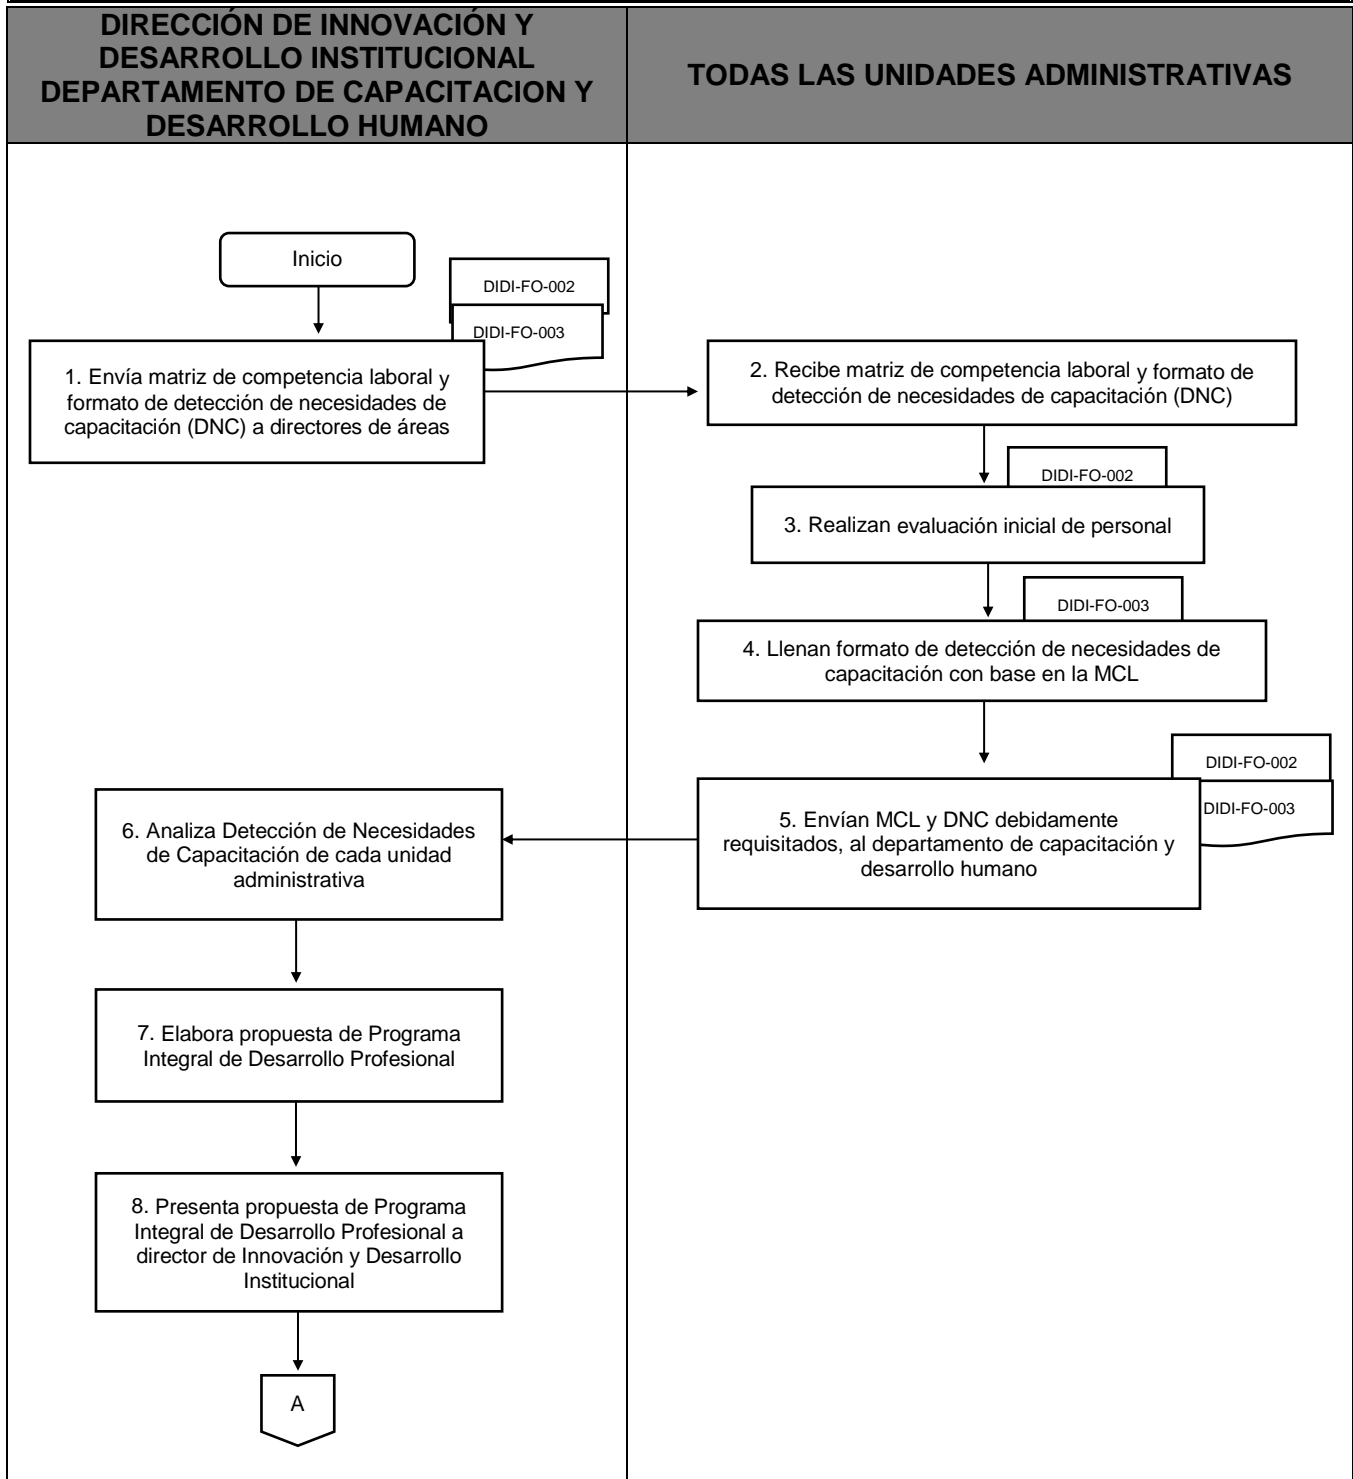 DIRECCIÓN DE INNOVACIÓN Y
DESARROLLO INSTITUCIONAL
DEPARTAMENTO DE CAPACITACION Y
DESARROLLO HUMANO
TODAS LAS UNIDADES ADMINISTRATIVAS
Inicio
DIDI-FO-002
DIDI-FO-003
1. Envía matriz de competencia laboral y
formato de detección de necesidades de
capacitación (DNC) a directores de áreas
2. Recibe matriz de competencia laboral y formato de
detección de necesidades de capacitación (DNC)
DIDI-FO-002
3. Realizan evaluación inicial de personal
DIDI-FO-003
4. Llenan formato de detección de necesidades de
capacitación con base en la MCL
DIDI-FO-002
DIDI-FO-003
5. Envían MCL y DNC debidamente
requisitados, al departamento de capacitación y
desarrollo humano
6. Analiza Detección de Necesidades
de Capacitación de cada unidad
administrativa
7. Elabora propuesta de Programa
Integral de Desarrollo Profesional
8. Presenta propuesta de Programa
Integral de Desarrollo Profesional a
director de Innovación y Desarrollo
Institucional
A